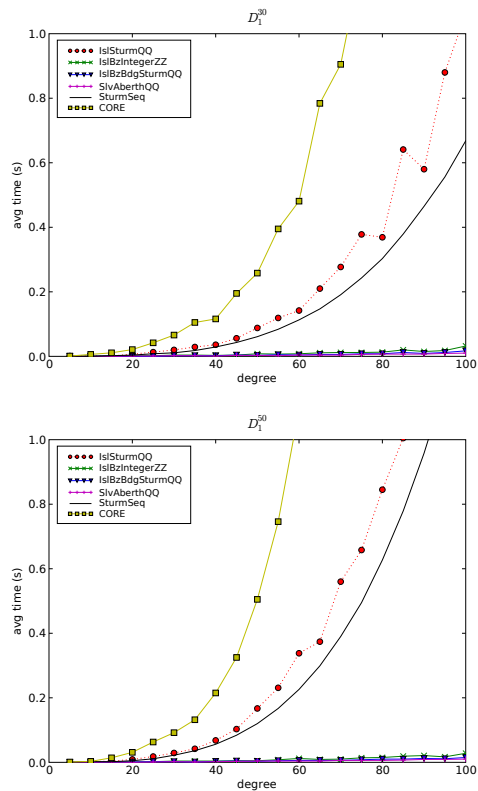 D_1^{30}
1.0
0.8
0.6
0.4
0.2
0.0
avg time (s)
IslSturmQQ
IslBzIntegerZZ
IslBzBdgSturmQQ
SlvAberthQQ
SturmSeq
CORE
0 20 40 60 80 100
degree
D_1^{50}
1.0
0.8
0.6
0.4
0.2
0.0
avg time (s)
IslSturmQQ
IslBzIntegerZZ
IslBzBdgSturmQQ
SlvAberthQQ
SturmSeq
CORE
0 20 40 60 80 100
degree